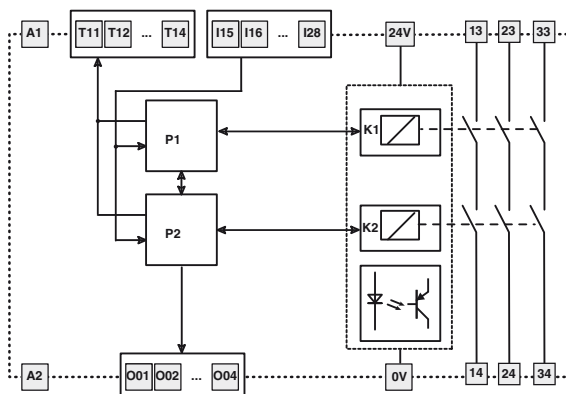 A1 T11 T12 ... T14 I15 I16 ... I28 24V 13 23 33
P1 K1
P2 K2
A2 O01 O02 ... O04 0V 14 24 34